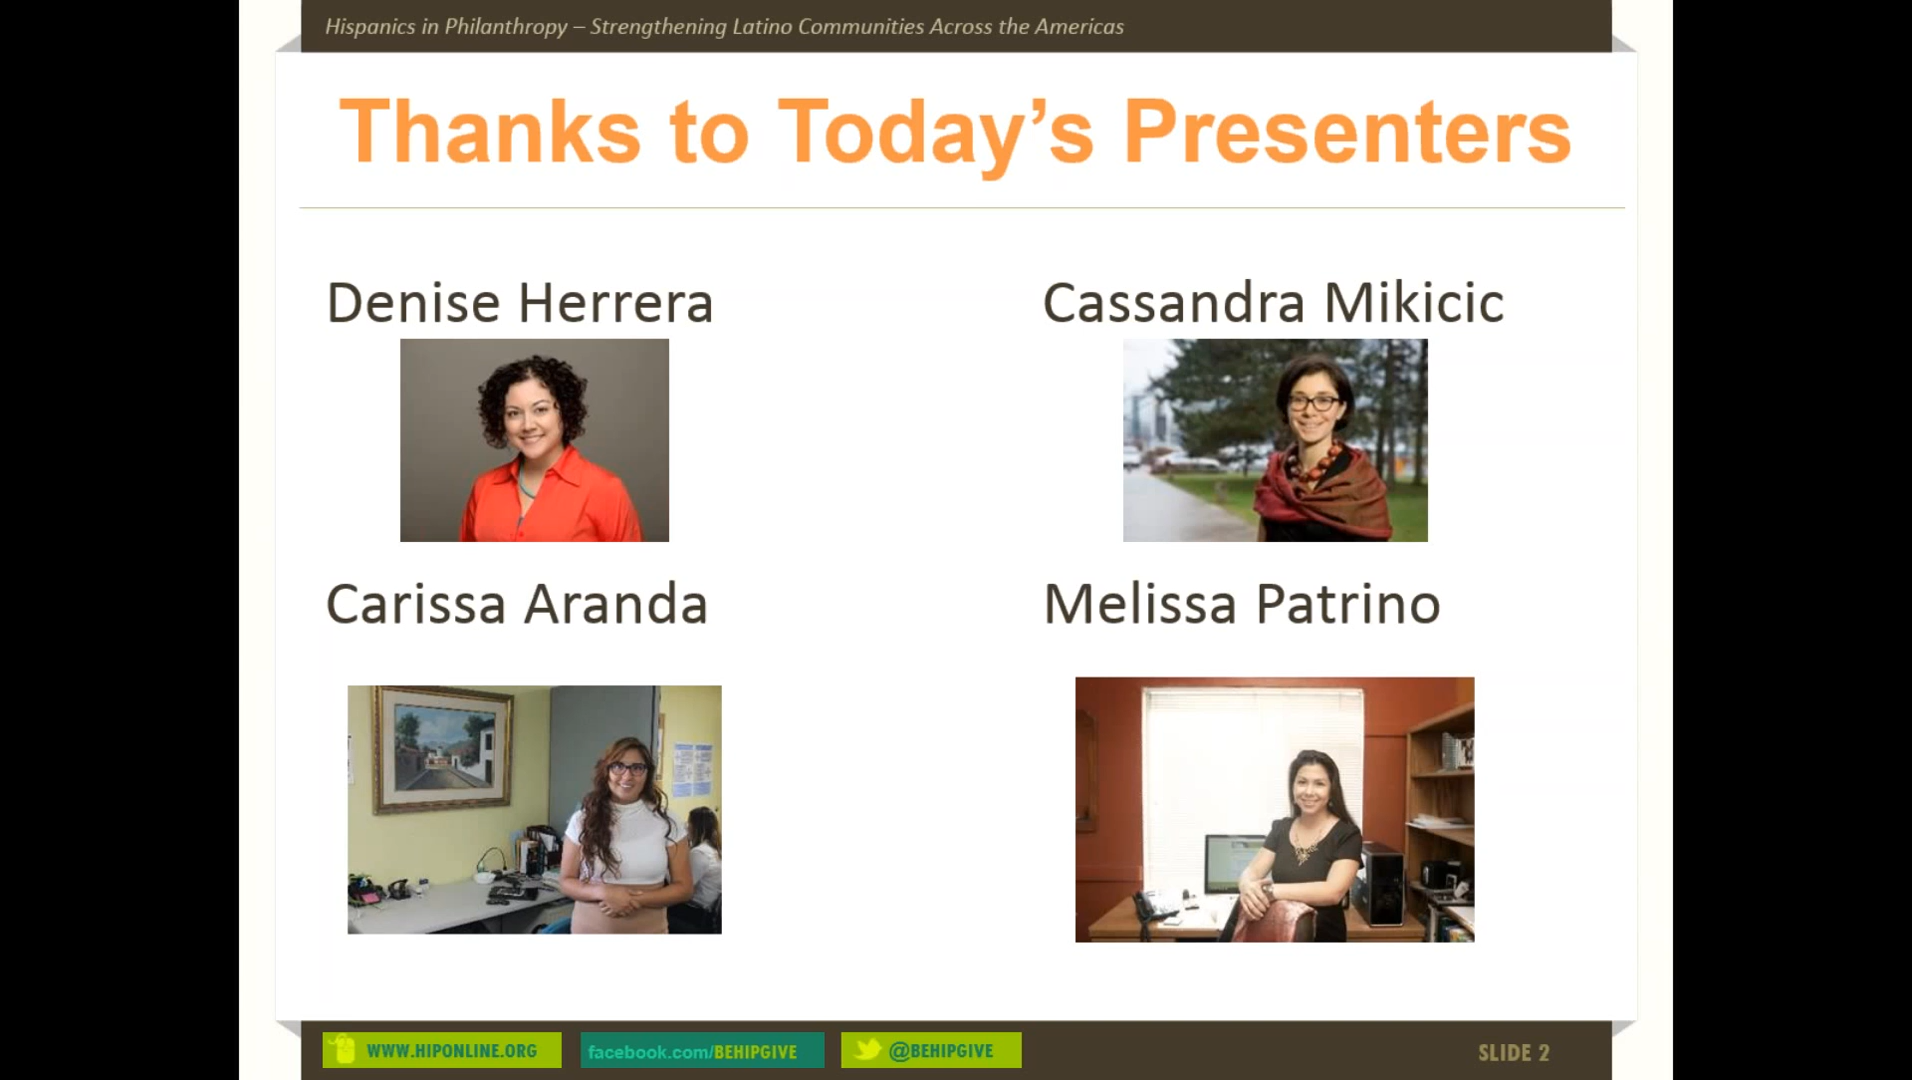 Hispanics in Philanthropy – Strengthening Latino Communities Across the Americas
Thanks to Today’s Presenters
Denise Herrera
Cassandra Mikicic
Carissa Aranda
Melissa Patrino
WWW.HIPONLINE.ORG
facebook.com/BEHIPGIVE
@BEHIPGIVE
SLIDE 2